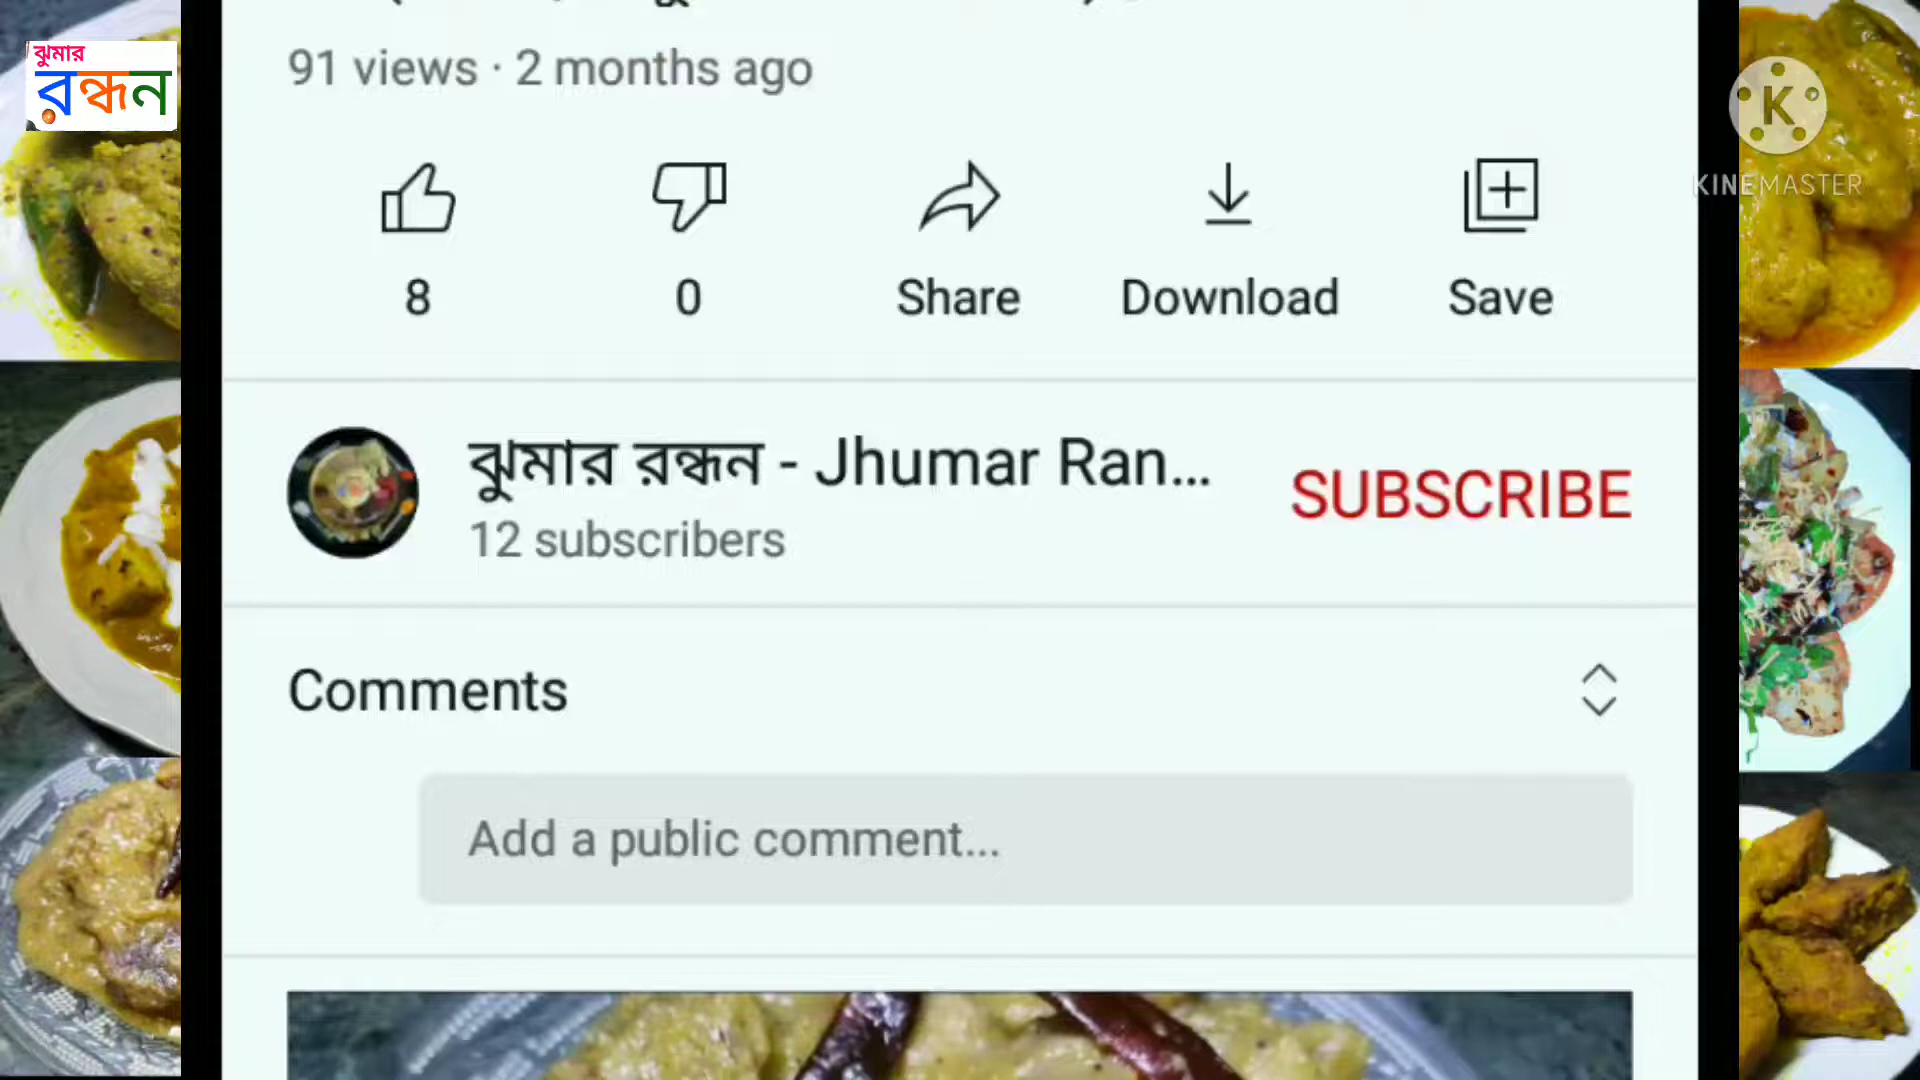 ঝুমার
রন্ধন
91 views · 2 months ago
K
KINEMASTER
8
0
Share
Download
Save
ঝুমার রন্ধন - Jhumar Ran...
12 subscribers
SUBSCRIBE
Comments
Add a public comment...